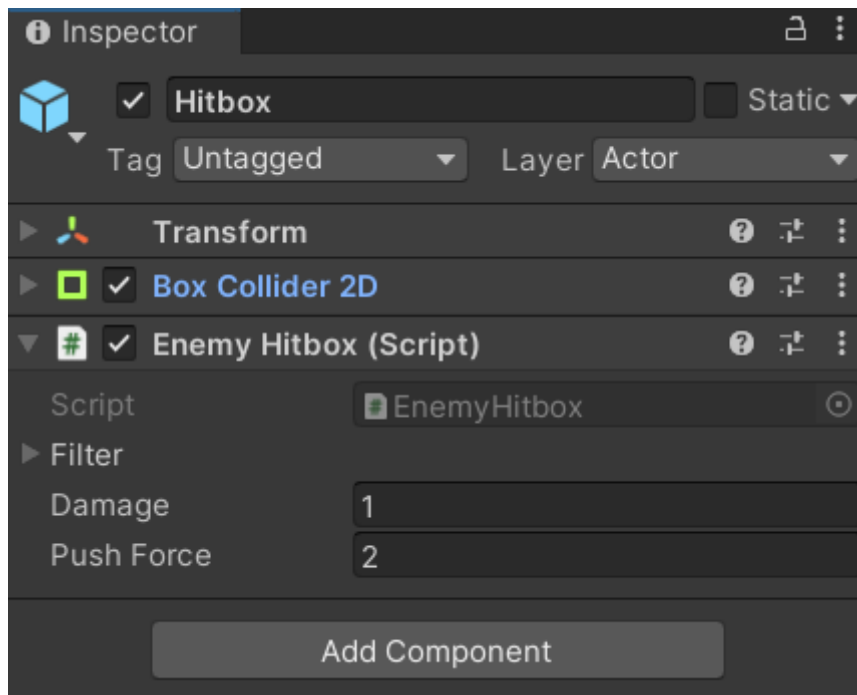 Inspector
Hitbox Static
Tag Untagged Layer Actor
Transform
Box Collider 2D
Enemy Hitbox (Script)
Script EnemyHitbox
Filter
Damage 1
Push Force 2
Add Component